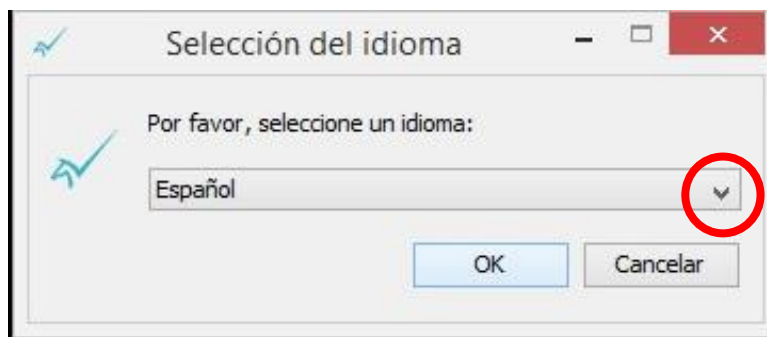 Selección del idioma
Por favor, seleccione un idioma:
Español
OK
Cancelar